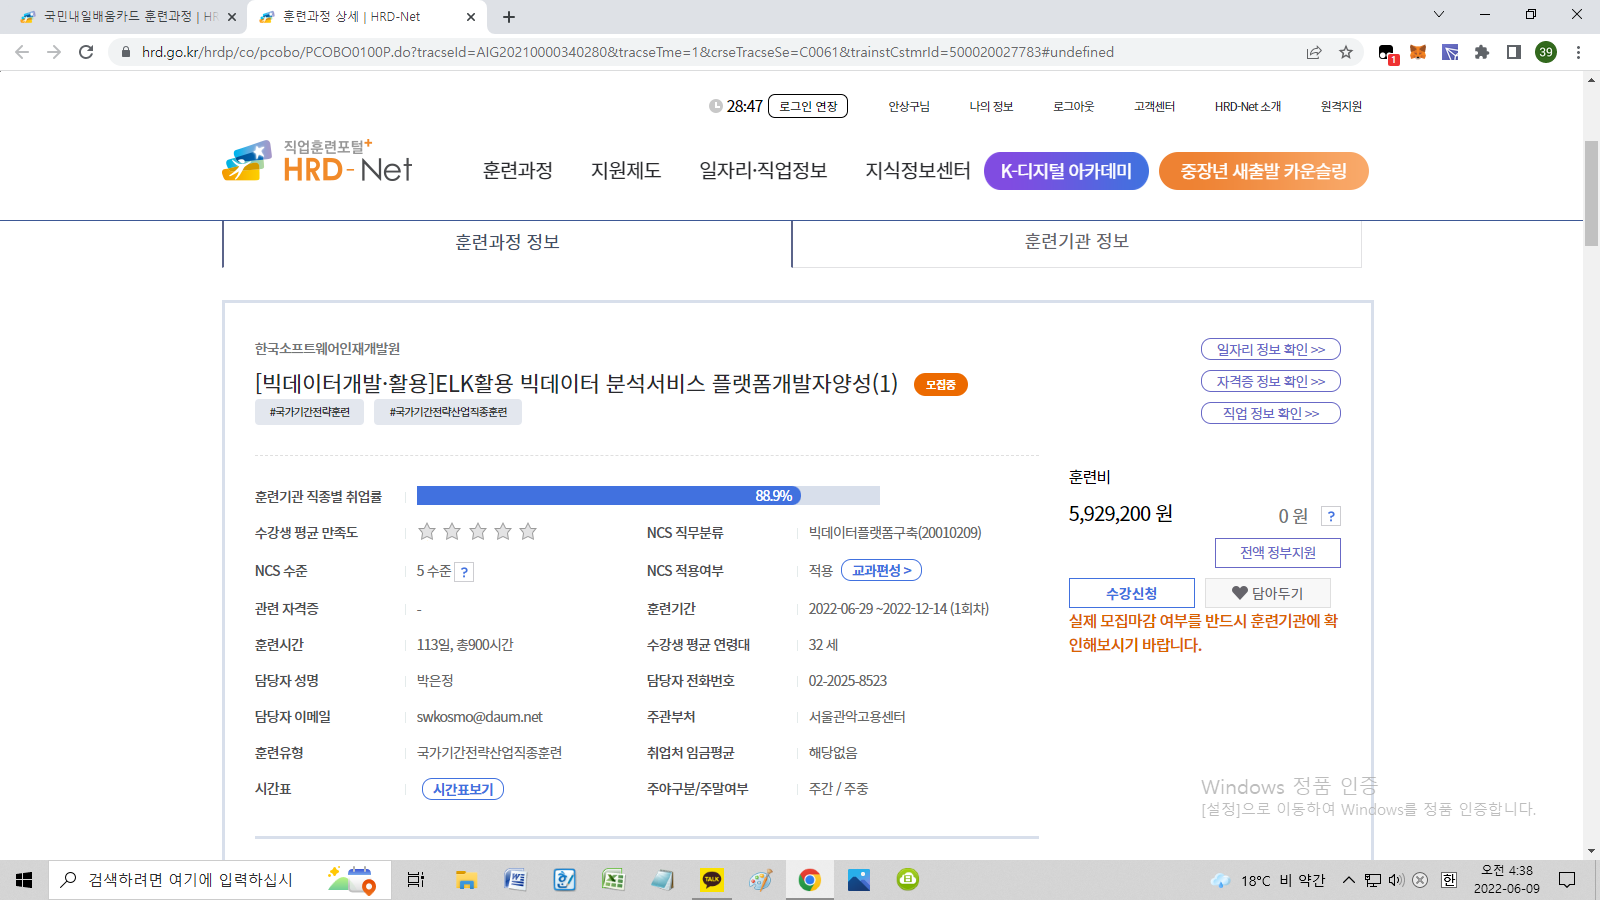 국민내일배움카드 훈련과정 | HR
훈련과정 상세 | HRD-Net
hrd.go.kr/hrdp/co/pcobo/PCOBO0100P.do?tracseId=AIG20210000340280&tracseTme=1&crseTracseSe=C0061&trainstCstmrId=500020027783#undefined
1
39
28:47 로그인 연장 안상구님 나의 정보 로그아웃 고객센터 HRD-Net 소개 원격지원
직업훈련포털+
HRD-Net
훈련과정 지원제도 일자리·직업정보 지식정보센터 K-디지털 아카데미 중장년 새출발 카운슬링
훈련과정 정보 훈련기관 정보
한국소프트웨어인재개발원
[빅데이터개발·활용]ELK활용 빅데이터 분석서비스 플랫폼개발자양성(1) 모집중
#국가기간전략훈련 #국가기간전략산업직종훈련
일자리 정보 확인 >>
자격증 정보 확인 >>
직업 정보 확인 >>
훈련기관 직종별 취업률 88.9%
수강생 평균 만족도 NCS 직무분류 빅데이터플랫폼구축(20010209)
NCS 수준 5 수준 ? NCS 적용여부 적용 교과편성 >
관련 자격증 - 훈련기간 2022-06-29 ~2022-12-14 (1회차)
훈련시간 113일, 총900시간 수강생 평균 연령대 32 세
담당자 성명 박은정 담당자 전화번호 02-2025-8523
담당자 이메일 swkosmo@daum.net 주관부처 서울관악고용센터
훈련유형 국가기간전략산업직종훈련 취업처 임금평균 해당없음
시간표 시간표보기 주야구분/주말여부 주간 / 주중
훈련비
5,929,200 원 0 원 ?
전액 정부지원
수강신청 담아두기
실제 모집마감 여부를 반드시 훈련기관에 확
인해보시기 바랍니다.
Windows 정품 인증
[설정]으로 이동하여 Windows를 정품 인증합니다.
검색하려면 여기에 입력하십시
TALK
18°C 비 약간
한
오전 4:38
2022-06-09